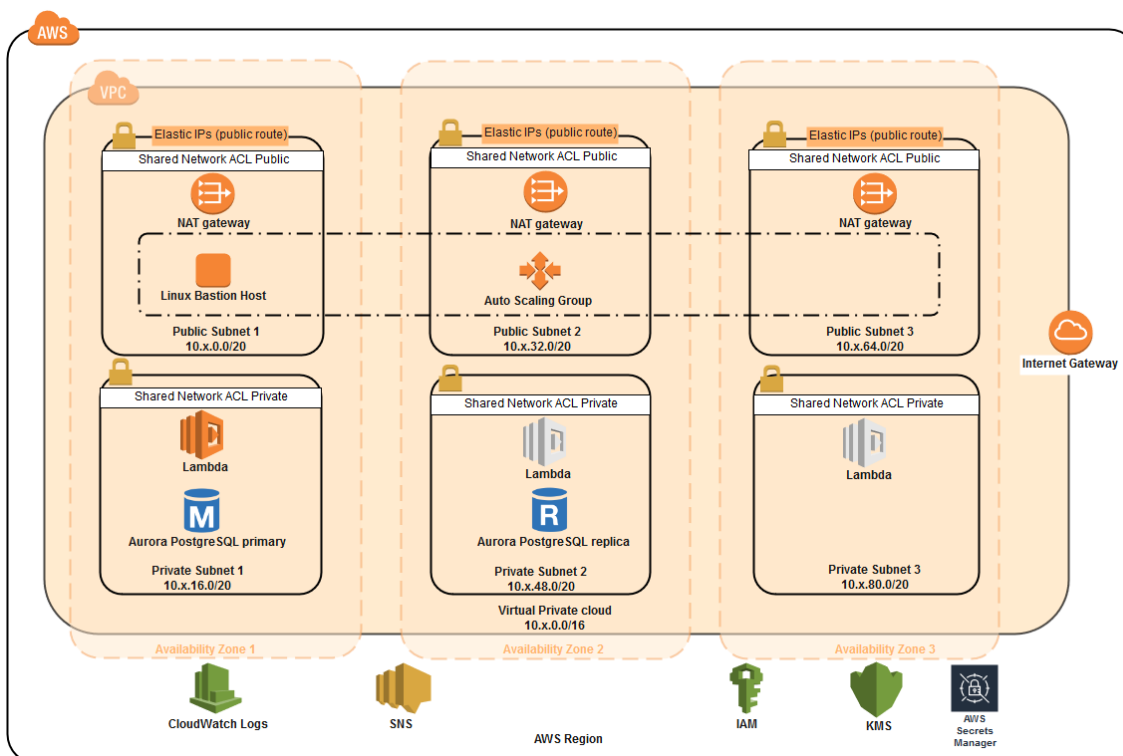 AWS
VPC
Elastic IPs (public route)
Elastic IPs (public route)
Elastic IPs (public route)
Shared Network ACL Public
Shared Network ACL Public
Shared Network ACL Public
NAT gateway
NAT gateway
NAT gateway
Linux Bastion Host
Auto Scaling Group
Public Subnet 1
10.x.0.0/20
Public Subnet 2
10.x.32.0/20
Public Subnet 3
10.x.64.0/20
Internet Gateway
Shared Network ACL Private
Shared Network ACL Private
Shared Network ACL Private
Lambda
Lambda
Lambda
M
R
Aurora PostgreSQL primary
Aurora PostgreSQL replica
Private Subnet 1
10.x.16.0/20
Private Subnet 2
10.x.48.0/20
Private Subnet 3
10.x.80.0/20
Virtual Private cloud
10.x.0.0/16
Availability Zone 1
Availability Zone 2
Availability Zone 3
CloudWatch Logs
SNS
IAM
KMS
AWS
Secrets
Manager
AWS Region